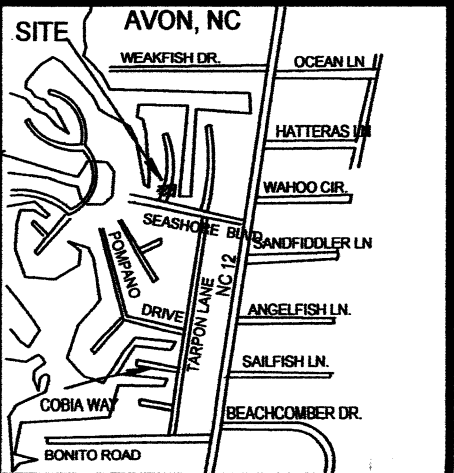 AVON, NC
SITE
WEAKFISH DR.
OCEAN LN
HATTERAS LN
WAHOO CIR.
SEASHORE BLVD.
SANDFIDDLER LN
POMPANO
DRIVE
TARPON LANE
NC 12
ANGELFISH LN.
SAILFISH LN.
COBIA WAY
BEACHCOMBER DR.
BONITO ROAD